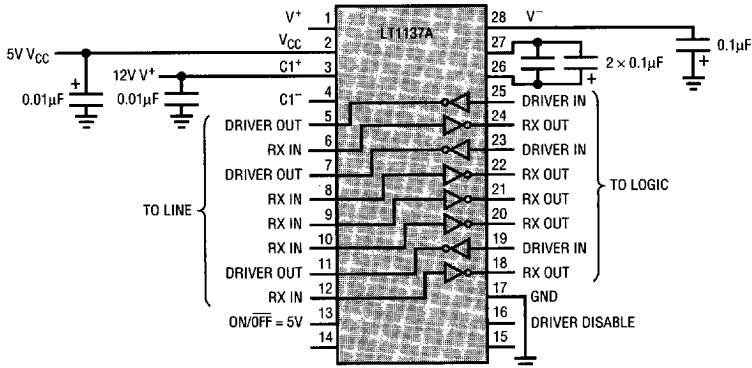 LT1137A
V+ 1
28 V−
5V VCC
VCC 2
27
0.1µF
2 × 0.1µF
+
+
+
+
12V V+
C1+ 3
26
0.01µF
0.01µF
C1− 4
25 DRIVER IN
DRIVER OUT 5
24 RX OUT
RX IN 6
23 DRIVER IN
DRIVER OUT 7
22 RX OUT
RX IN 8
21 RX OUT
TO LINE
TO LOGIC
RX IN 9
20 RX OUT
RX IN 10
19 DRIVER IN
DRIVER OUT 11
18 RX OUT
RX IN 12
17 GND
ON/OFF = 5V 13
16 DRIVER DISABLE
14
15